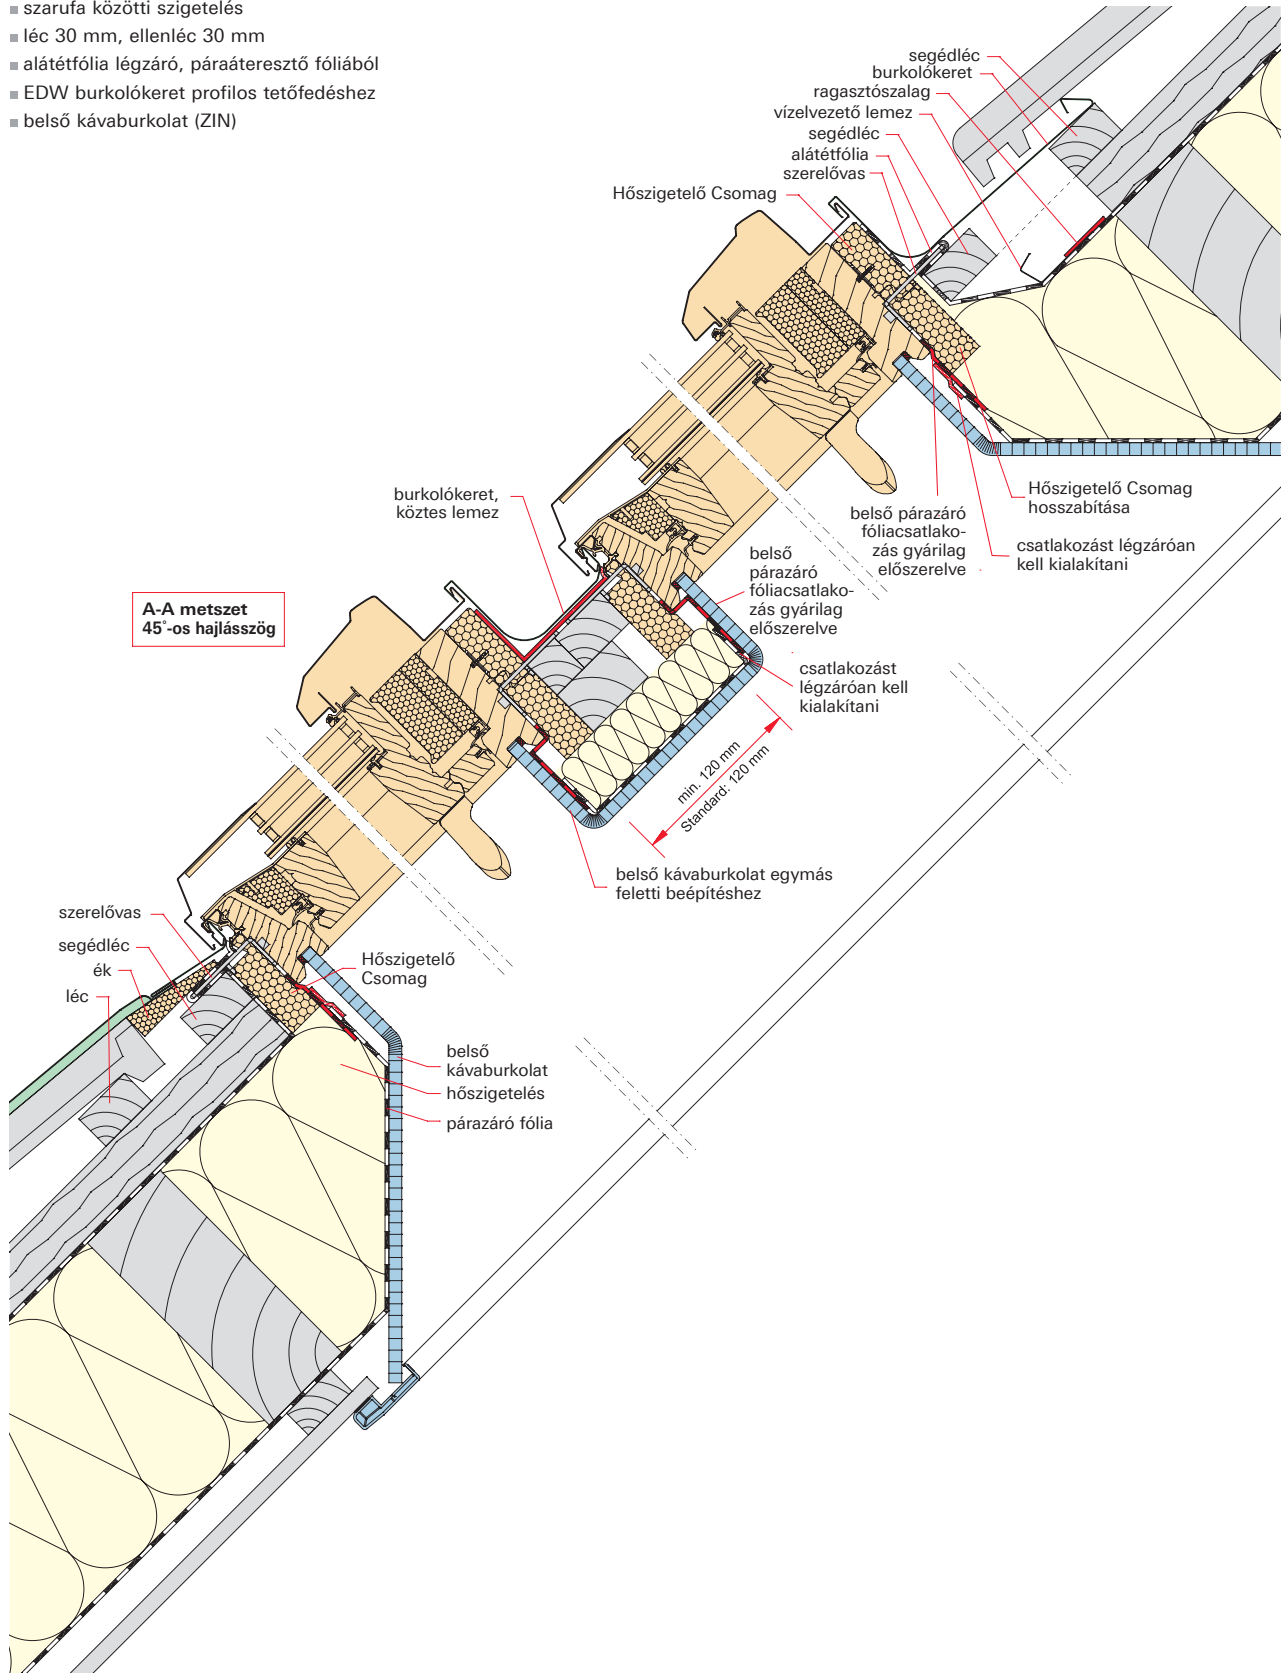 szarufa közötti szigetelés
léc 30 mm, ellenléc 30 mm
alátétfólia légzáró, páraáteresztő fóliából
EDW burkolókeret profilos tetőfedéshez
belső kávaburkolat (ZIN)
segédléc
burkolókeret
ragasztószalag
vízelvezető lemez
segédléc
alátétfólia
szerelővas
Hőszigetelő Csomag
Hőszigetelő Csomag
hosszabítása
belső párazáró
fóliacsatlako-
zás gyárilag
előszerelve
csatlakozást légzáróan
kell kialakítani
burkolókeret,
köztes lemez
belső
párazáró
fóliacsatlako-
zás gyárilag
előszerelve
A-A metszet
45°-os hajlásszög
csatlakozást
légzáróan kell
kialakítani
min. 120 mm
Standard: 120 mm
belső kávaburkolat egymás
feletti beépítéshez
szerelővas
segédléc
ék
léc
Hőszigetelő
Csomag
belső
kávaburkolat
hőszigetelés
párazáró fólia